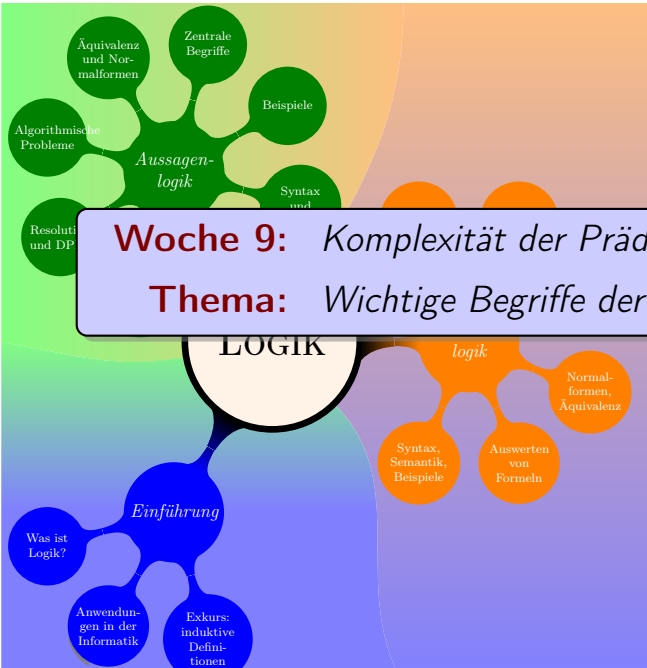 Zentrale
Begriffe
Äquivalenz
und Nor-
malformen
Beispiele
Algorithmische
Probleme
Aussagen-
logik
Syntax
und
Resoluti
und DP
Woche 9: Komplexität der Präd
Thema: Wichtige Begriffe der
LOGIK
logik
Normal-
formen,
Äquivalenz
Syntax,
Semantik,
Beispiele
Auswerten
von
Formeln
Einführung
Was ist
Logik?
Anwendun-
gen in der
Informatik
Exkurs:
induktive
Defini-
tionen